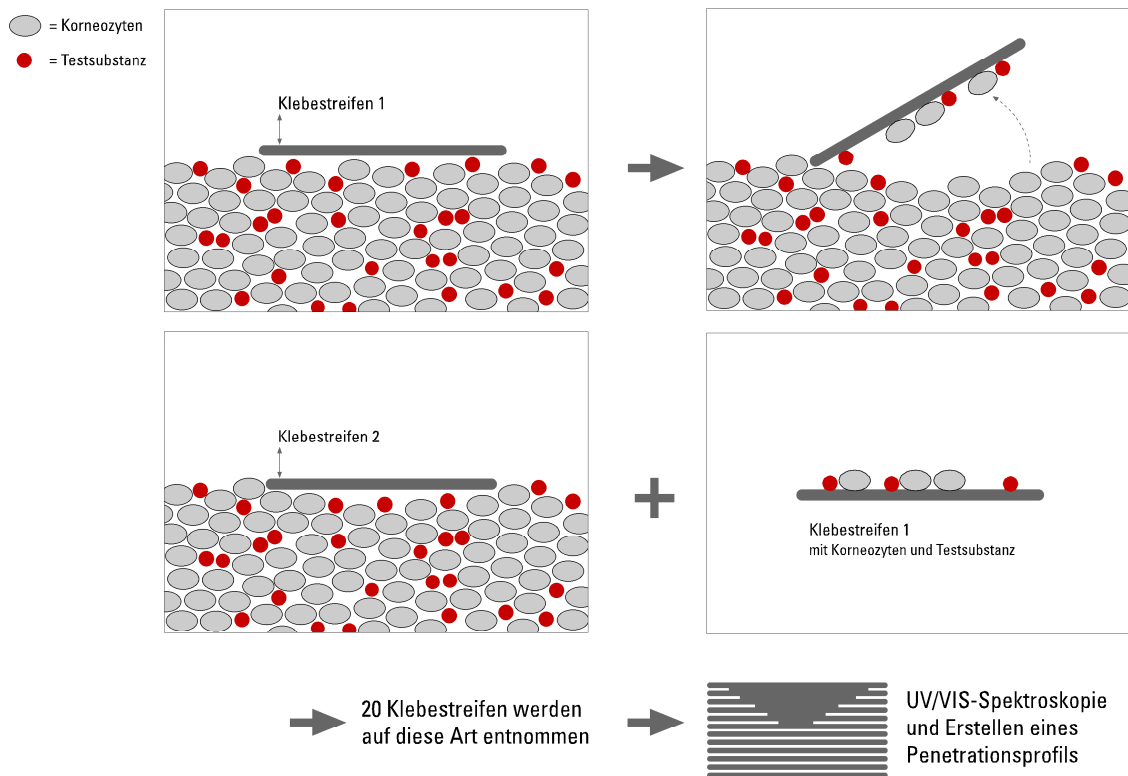 = Korneozyten
= Testsubstanz
Klebestreifen 1
Klebestreifen 2
Klebestreifen 1
mit Korneozyten und Testsubstanz
20 Klebestreifen werden
auf diese Art entnommen
UV/VIS-Spektroskopie
und Erstellen eines
Penetrationsprofils